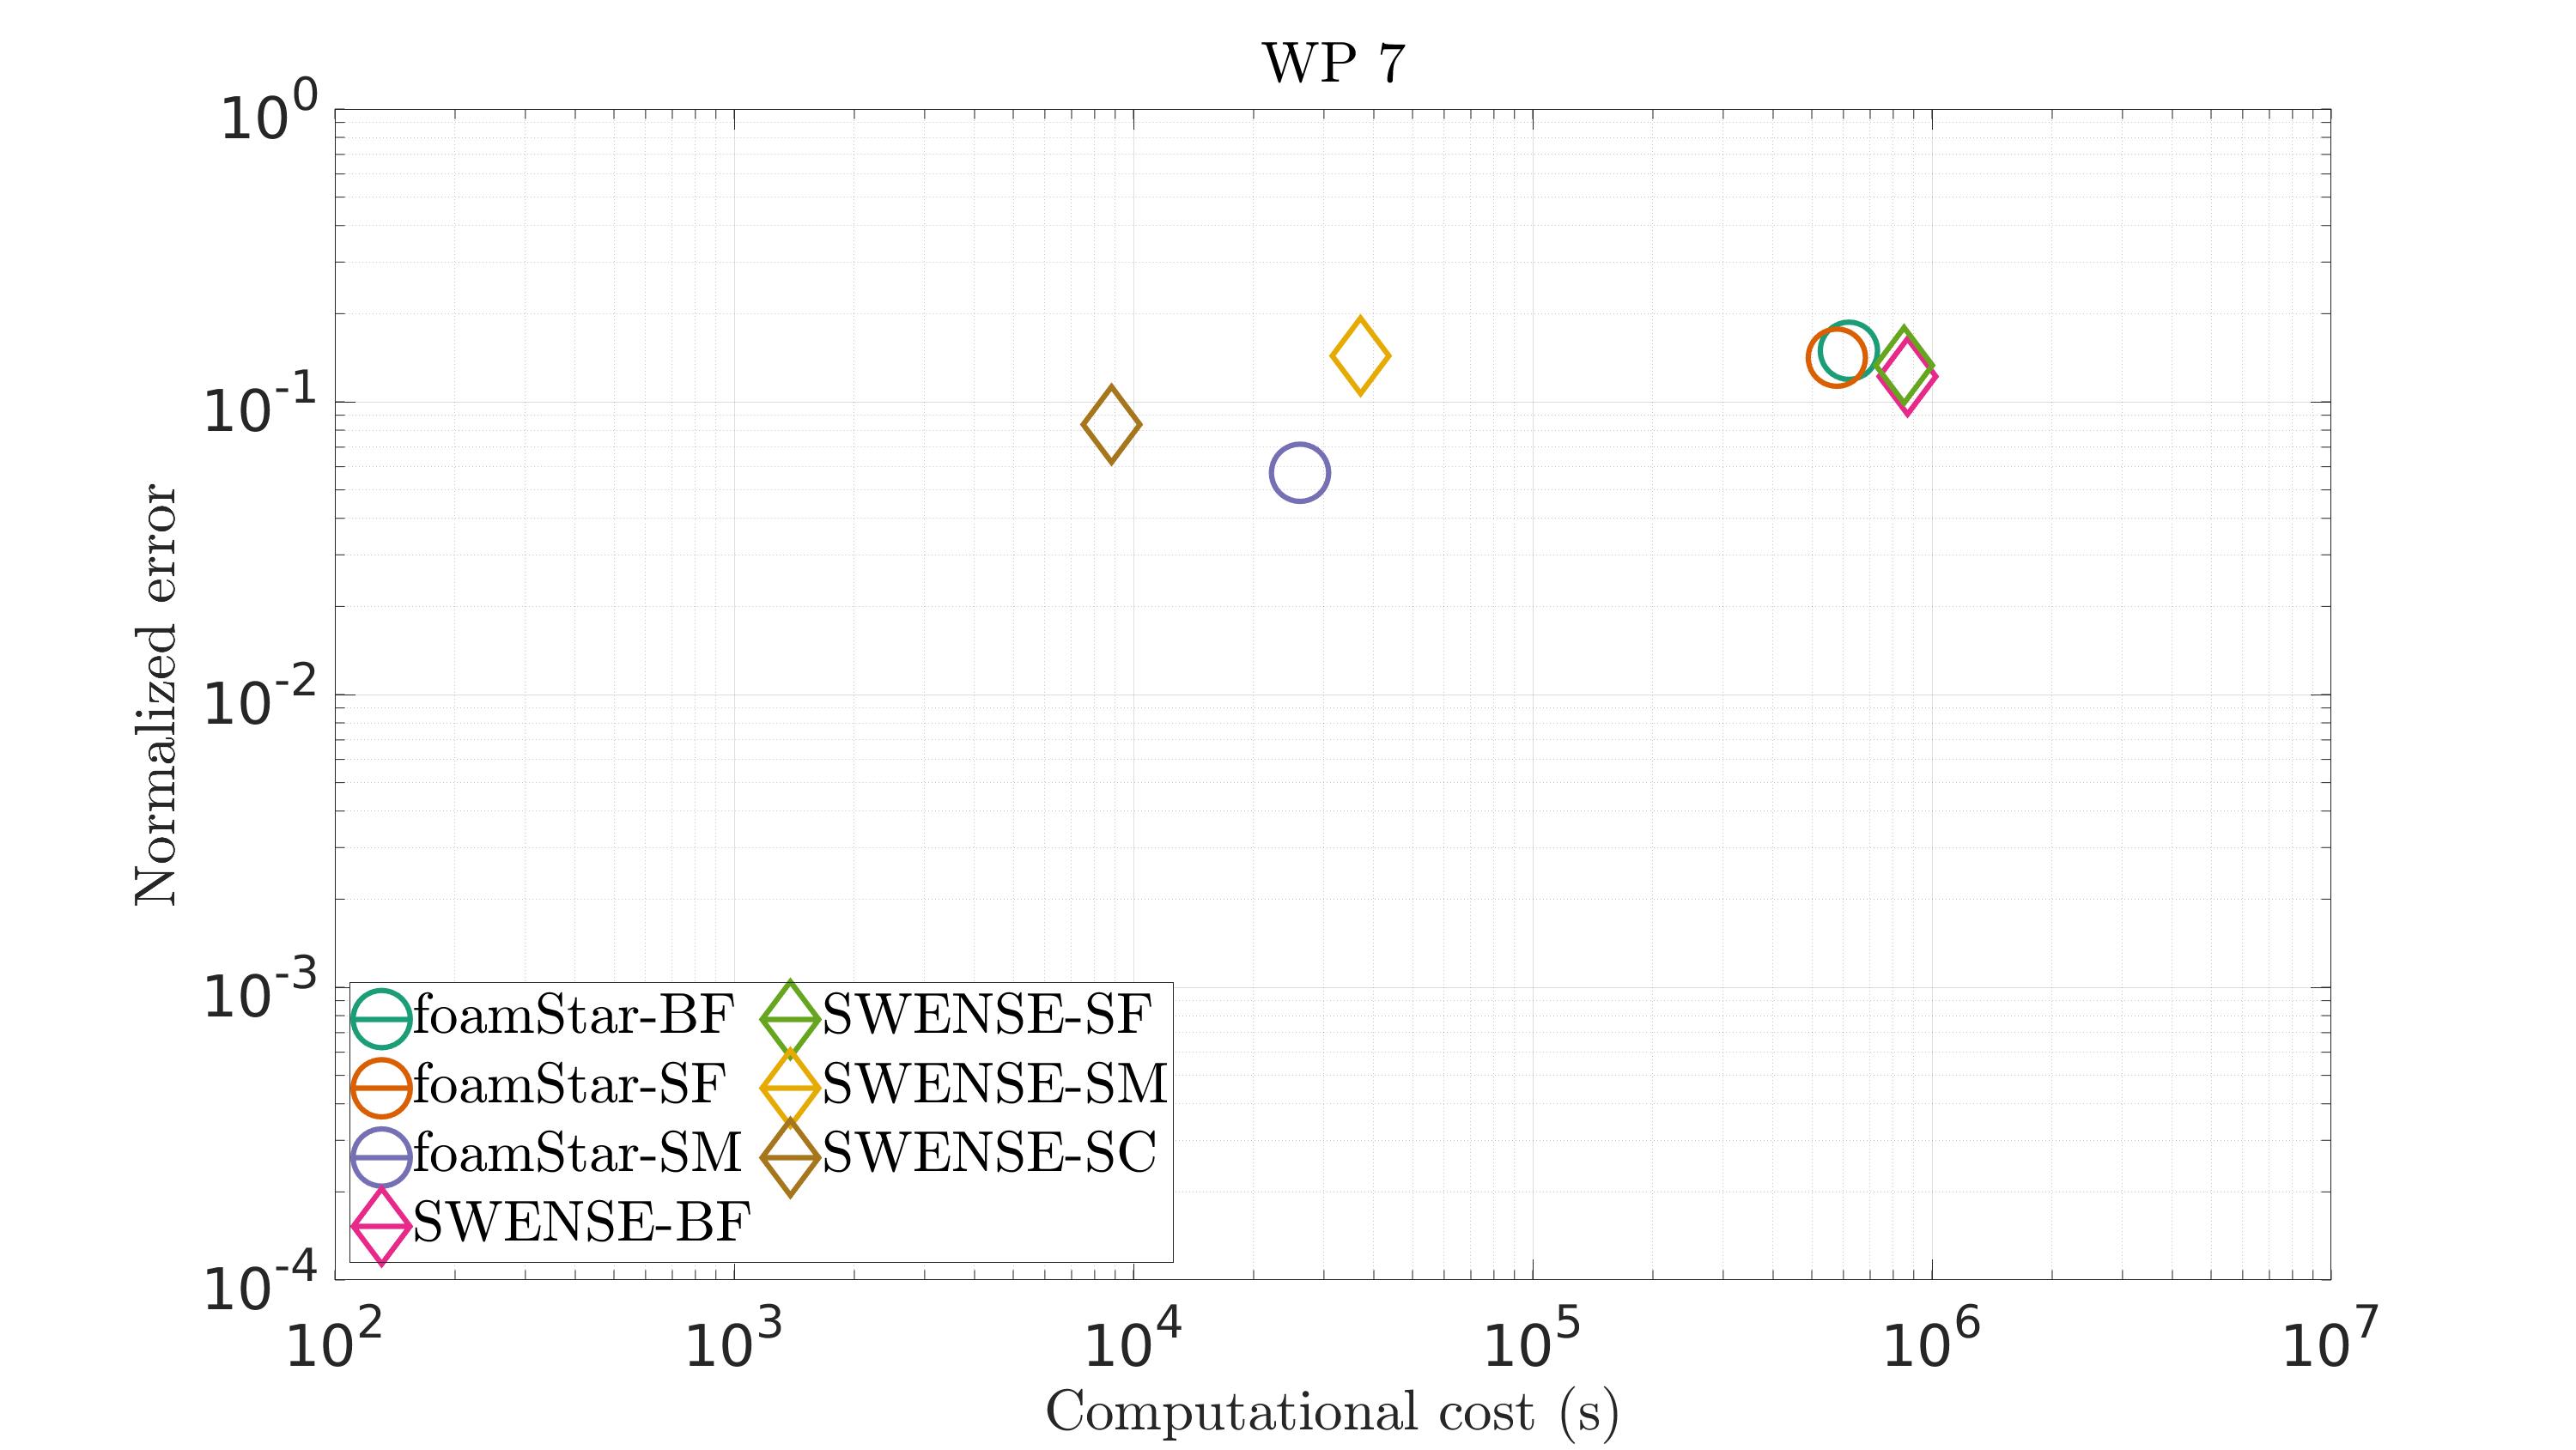 WP 7
10^0
10^-1
10^-2
10^-3
10^-4
Normalized error
foamStar-BF
foamStar-SF
foamStar-SM
SWENSE-BF
SWENSE-SF
SWENSE-SM
SWENSE-SC
10^2 10^3 10^4 10^5 10^6 10^7
Computational cost (s)